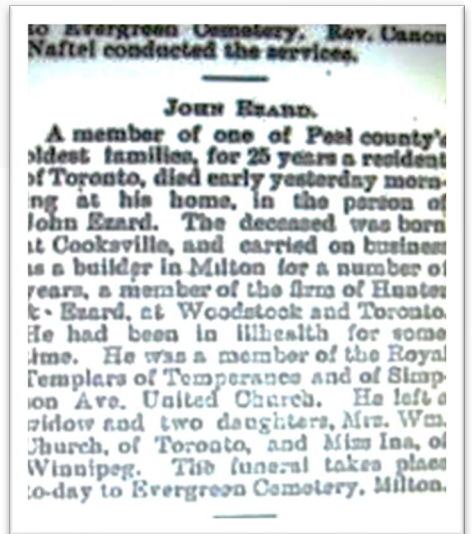 to Evergreen Cemetery. Rev. Canon
Naftel conducted the services.
JOHN EZARD.
A member of one of Peel county's
oldest families, for 25 years a resident
of Toronto, died early yesterday morn-
ing at his home, in the person of
John Ezard. The deceased was born
at Cooksville, and carried on business
as a builder in Milton for a number of
years, a member of the firm of Hunter
& Ezard, at Woodstock and Toronto.
He had been in illhealth for some
time. He was a member of the Royal
Templars of Temperance and of Simp-
son Ave. United Church. He left a
widow and two daughters, Mrs. Wm.
Church, of Toronto, and Miss Ina, of
Winnipeg. The funeral takes place
to-day to Evergreen Cemetery, Milton.